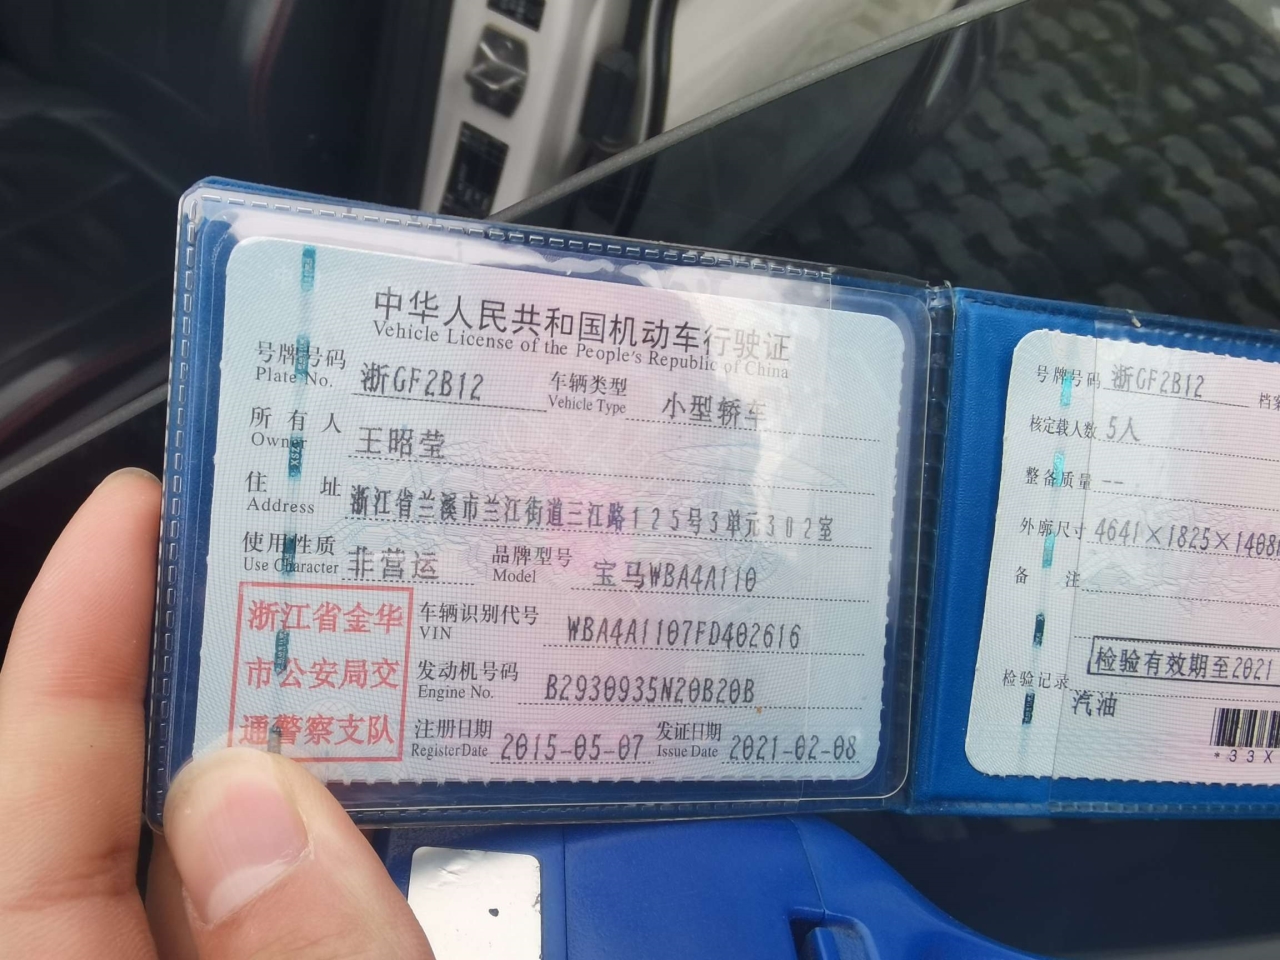 中华人民共和国机动车行驶证
Vehicle License of the People's Republic of China
号牌号码 浙GF2B12 车辆类型 小型轿车
Plate No. Vehicle Type
所有人 王昭莹
Owner
住址 浙江省兰溪市兰江街道三江路125号3单元302室
Address
使用性质 非营运 品牌型号 宝马WBA4A110
Use Character Model
浙江省金华
市公安局交
通警察支队
车辆识别代号 WBA4A1107FD402616
VIN
发动机号码 B2930935N20B20B
Engine No.
注册日期 2015-05-07 发证日期 2021-02-08
Register Date Issue Date
号牌号码 浙GF2B12 档案
核定载人数 5人
整备质量 --
外廓尺寸 4641×1825×1408
备注
检验有效期至2021
检验记录
汽油
*33X